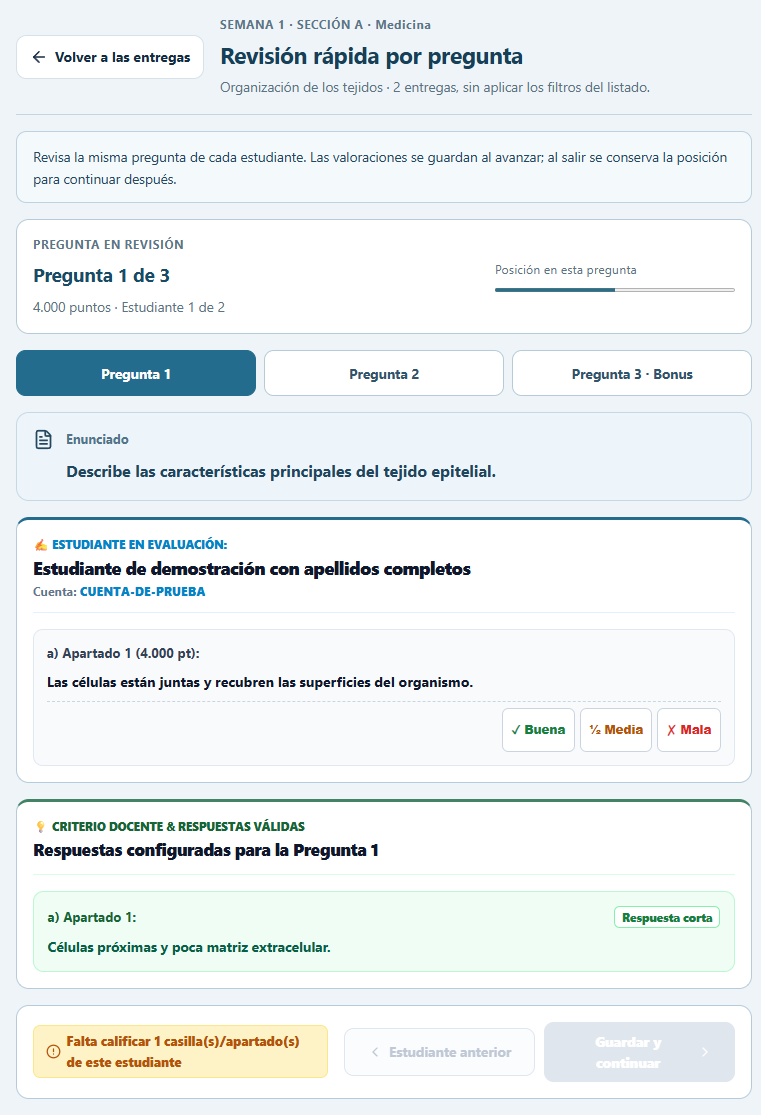 SEMANA 1 · SECCIÓN A · Medicina
← Volver a las entregas
Revisión rápida por pregunta
Organización de los tejidos · 2 entregas, sin aplicar los filtros del listado.
Revisa la misma pregunta de cada estudiante. Las valoraciones se guardan al avanzar; al salir se conserva la posición
para continuar después.
PREGUNTA EN REVISIÓN
Pregunta 1 de 3
Posición en esta pregunta
4.000 puntos · Estudiante 1 de 2
Pregunta 1
Pregunta 2
Pregunta 3 · Bonus
Enunciado
Describe las características principales del tejido epitelial.
✍️ ESTUDIANTE EN EVALUACIÓN:
Estudiante de demostración con apellidos completos
Cuenta: CUENTA-DE-PRUEBA
a) Apartado 1 (4.000 pt):
Las células están juntas y recubren las superficies del organismo.
✓ Buena
½ Media
✗ Mala
💡 CRITERIO DOCENTE & RESPUESTAS VÁLIDAS
Respuestas configuradas para la Pregunta 1
a) Apartado 1:
Respuesta corta
Células próximas y poca matriz extracelular.
Falta calificar 1 casilla(s)/apartado(s)
de este estudiante
Estudiante anterior
Guardar y
continuar